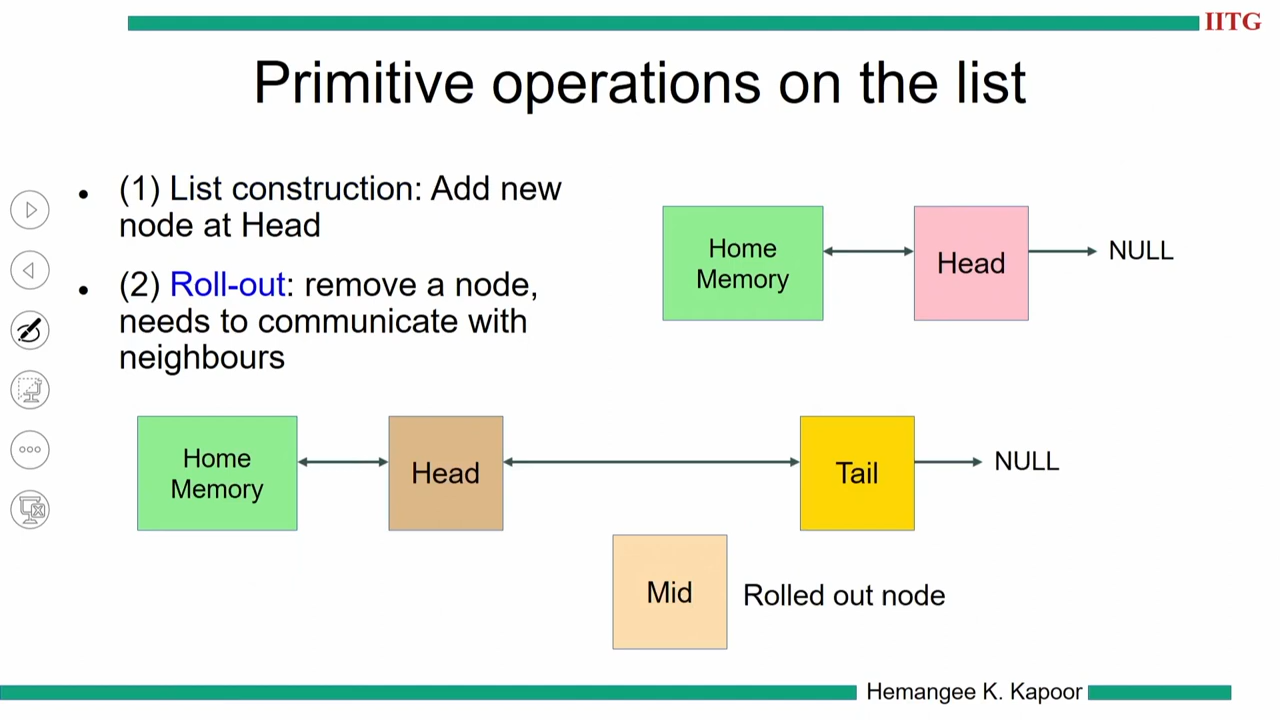 IITG
Primitive operations on the list
(1) List construction: Add new
node at Head
(2) Roll-out: remove a node,
needs to communicate with
neighbours
Home
Memory
Head
NULL
Home
Memory
Head
Tail
NULL
Mid
Rolled out node
Hemangee K. Kapoor